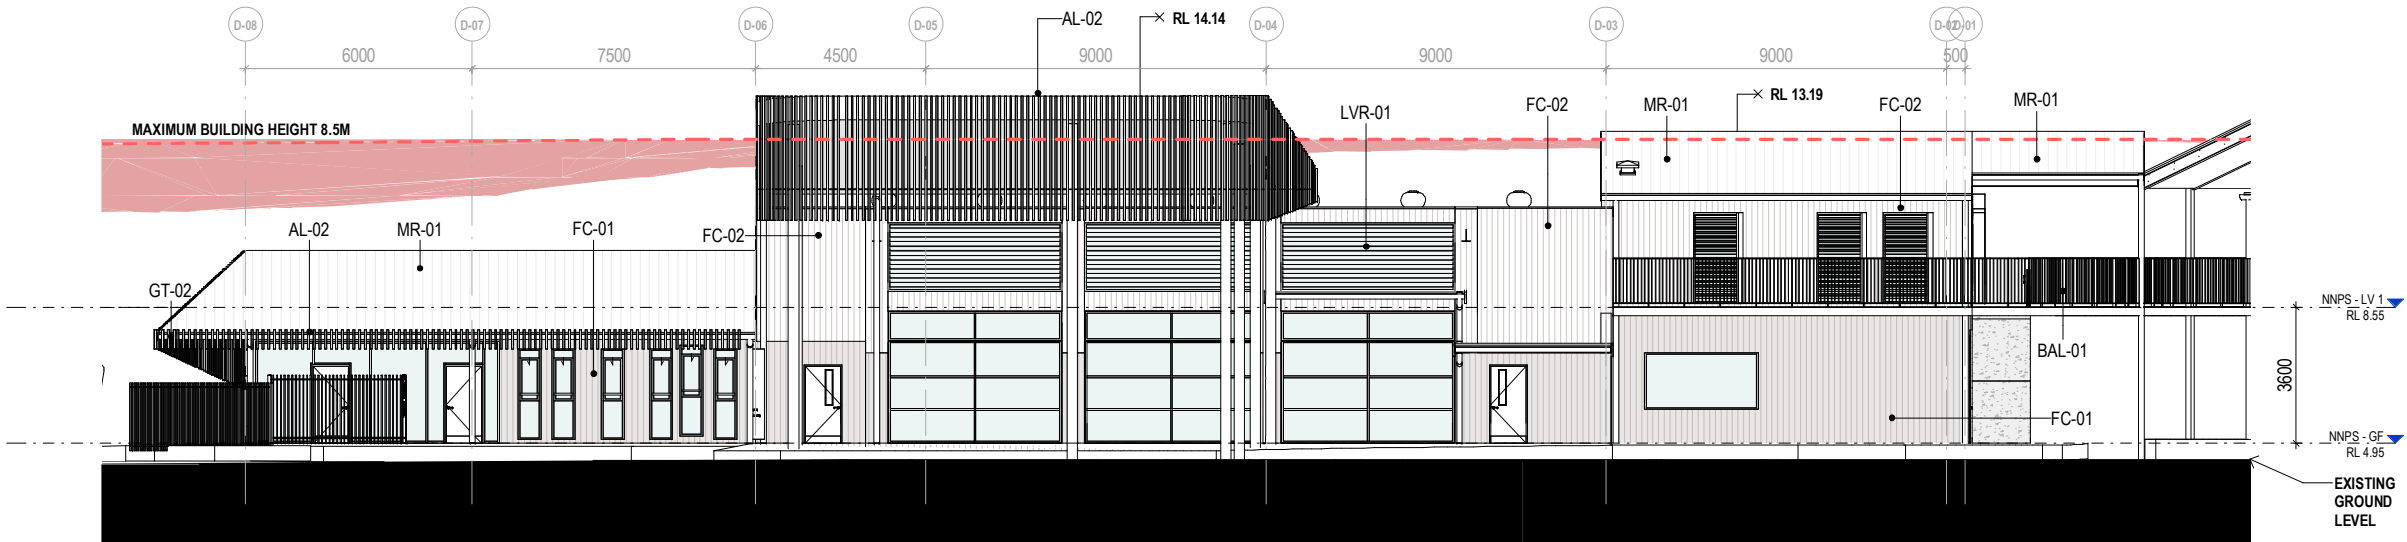 D-08
D-07
D-06
D-05
D-04
D-03
D-02
D-01
AL-02
RL 14.14
6000
7500
4500
9000
9000
9000
500
MR-01
RL 13.19
FC-02
MR-01
FC-02
LVR-01
MAXIMUM BUILDING HEIGHT 8.5M
AL-02
MR-01
FC-01
FC-02
GT-02
NNPS - LV 1
RL 8.55
BAL-01
3600
FC-01
NNPS - GF
RL 4.95
EXISTING
GROUND
LEVEL